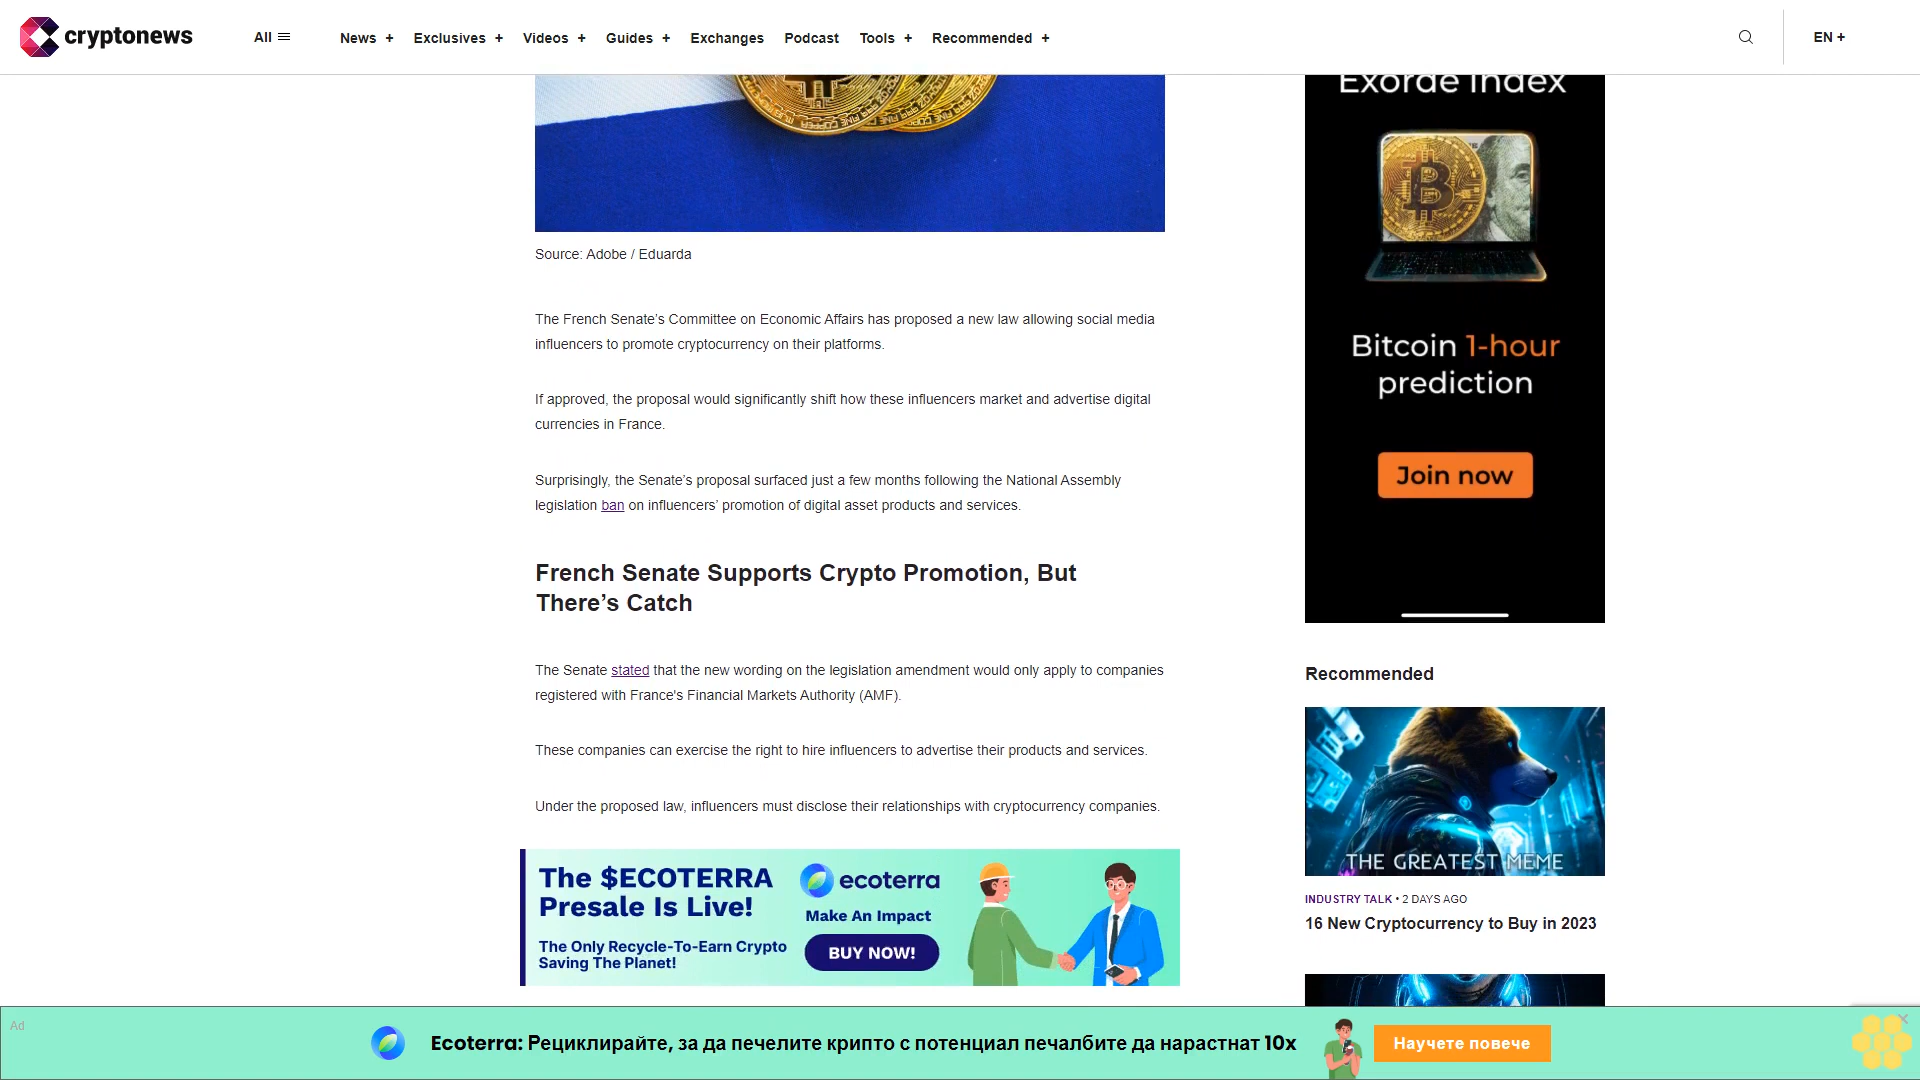 cryptonews
All
News +
Exclusives +
Videos +
Guides +
Exchanges
Podcast
Tools +
Recommended +
EN +
Source: Adobe / Eduarda
The French Senate’s Committee on Economic Affairs has proposed a new law allowing social media
influencers to promote cryptocurrency on their platforms.
If approved, the proposal would significantly shift how these influencers market and advertise digital
currencies in France.
Surprisingly, the Senate’s proposal surfaced just a few months following the National Assembly
legislation ban on influencers’ promotion of digital asset products and services.
French Senate Supports Crypto Promotion, But
There’s Catch
The Senate stated that the new wording on the legislation amendment would only apply to companies
registered with France's Financial Markets Authority (AMF).
These companies can exercise the right to hire influencers to advertise their products and services.
Under the proposed law, influencers must disclose their relationships with cryptocurrency companies.
The $ECOTERRA
Presale Is Live!
The Only Recycle-To-Earn Crypto
Saving The Planet!
ecoterra
Make An Impact
BUY NOW!
Exorde Index
Bitcoin 1-hour
prediction
Join now
Recommended
THE GREATEST MEME
INDUSTRY TALK • 2 DAYS AGO
16 New Cryptocurrency to Buy in 2023
Ad
Ecoterra: Рециклирайте, за да печелите крипто с потенциал печалбите да нарастнат 10x
Научете повече